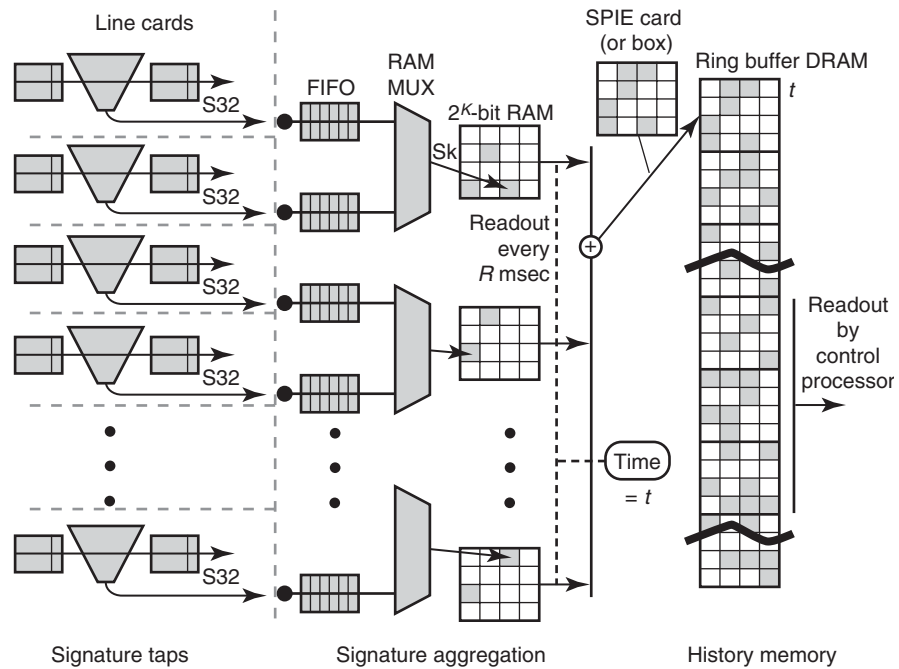 Line cards
SPIE card
(or box)
Ring buffer DRAM
t
FIFO
RAM
MUX
2^K-bit RAM
S32
Sk
S32
Readout
every
R msec
+
S32
S32
Readout
by
control
processor
Time
= t
S32
Signature taps
Signature aggregation
History memory